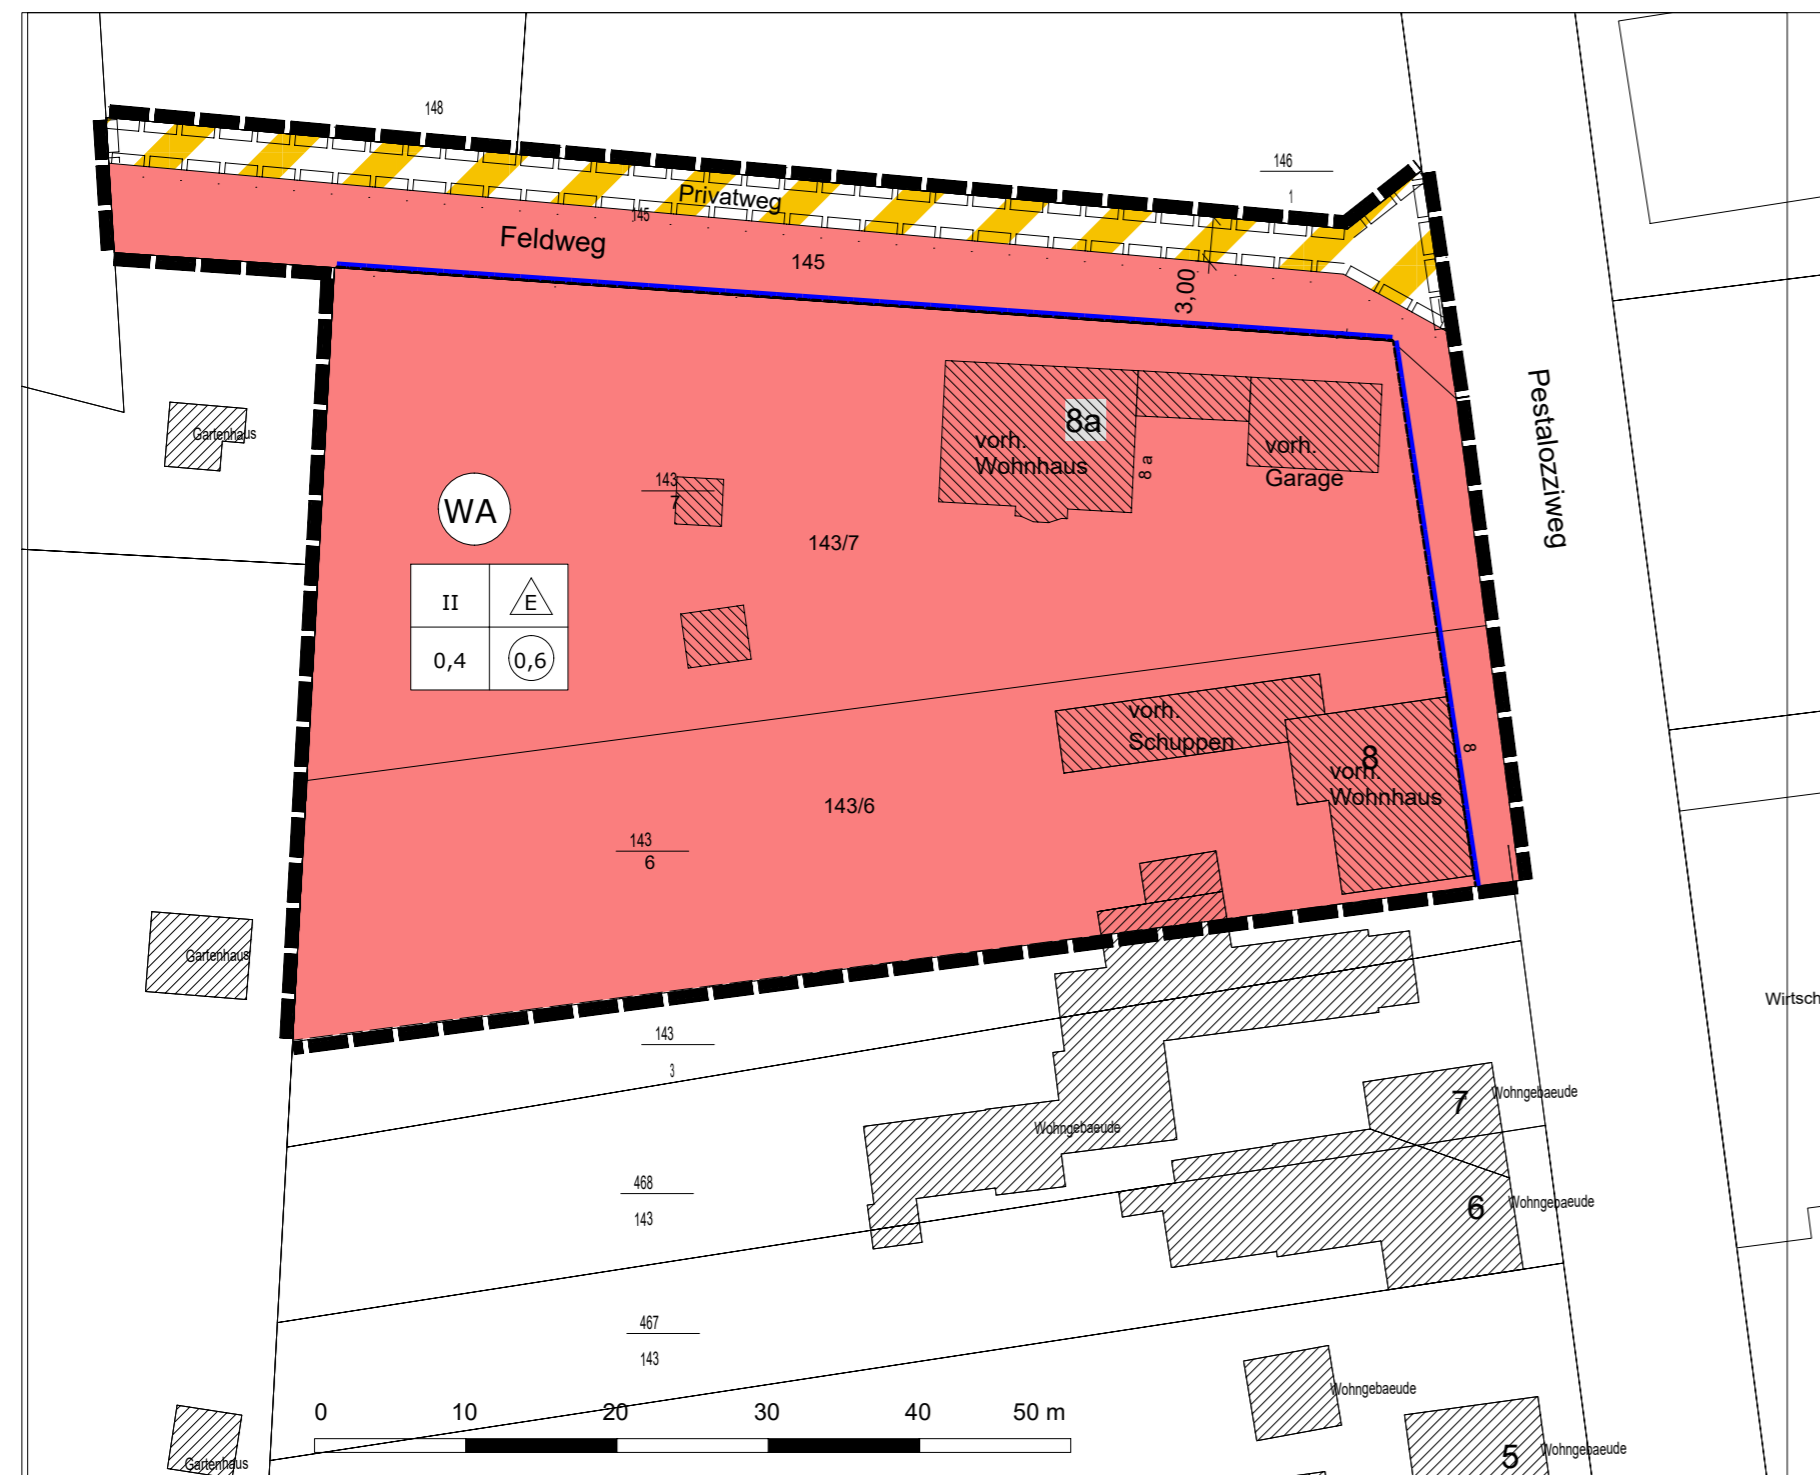 148
146
1
Privatweg
145
Feldweg
145
3,00
Pestalozziweg
Gartenhaus
8a
vorh.
Wohnhaus
8 a
vorh.
Garage
143
7
WA
143/7
II
E
0,4
0,6
vorh.
Schuppen
8
vorh.
Wohnhaus
8
143/6
143
6
Gartenhaus
Wirtsch
143
3
7
Wohngebaeude
Wohngebaeude
468
143
6
Wohngebaeude
467
143
Wohngebaeude
0 10 20 30 40 50 m
5
Wohngebaeude
Gartenhaus